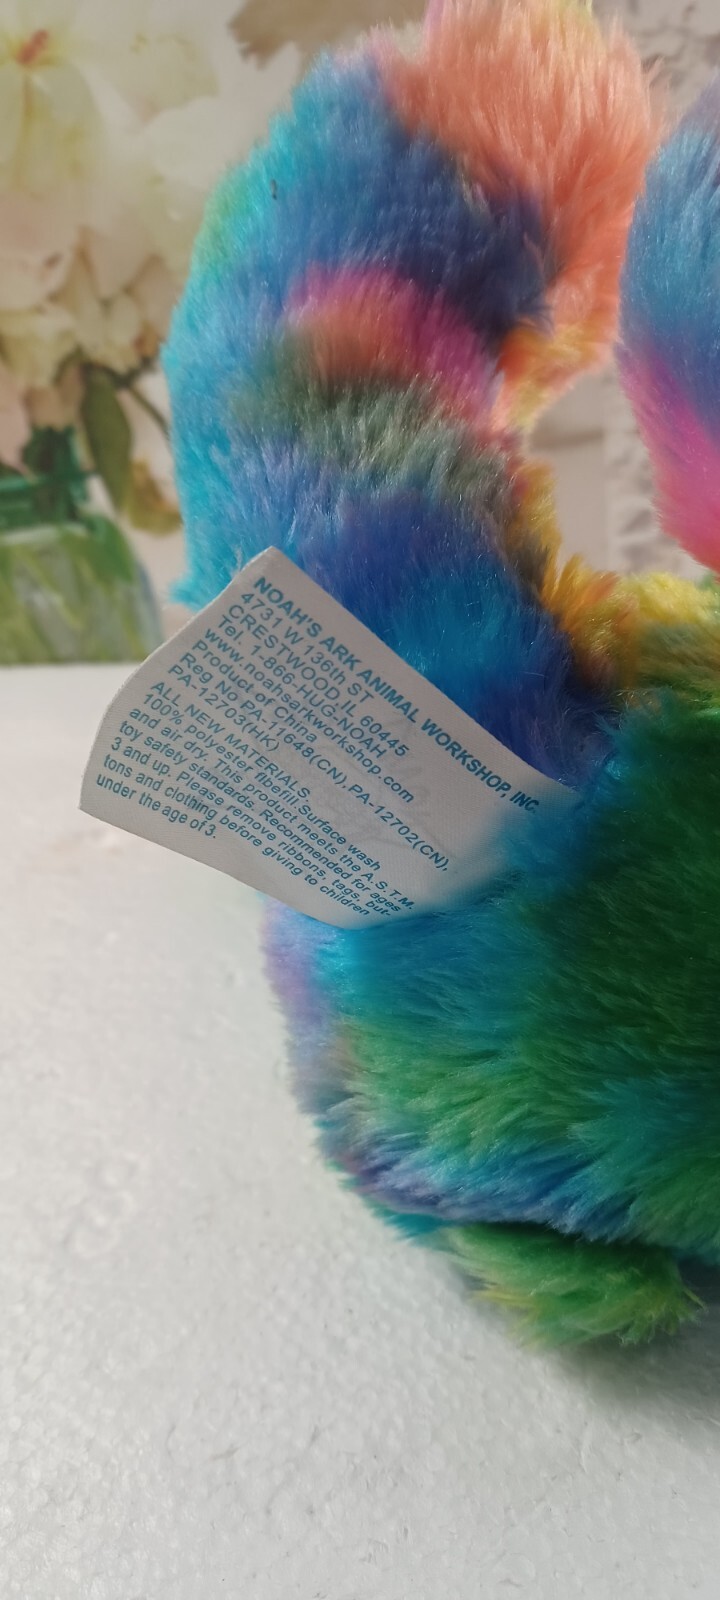 NOAH'S ARK ANIMAL WORKSHOP, INC.
4731 W 136th ST
CRESTWOOD, IL 60445
Tel. 1-866-HUG-NOAH
www.noahsarkworkshop.com
Product of China
Reg No PA-11648(CN), PA-12702(CN),
PA-12703(HK)
ALL NEW MATERIALS
100% polyester fiberfill Surface wash
and air dry. This product meets the A.S.T.M.
toy safety standards. Recommended for ages
3 and up. Please remove ribbons, tags, but-
tons and clothing before giving to children
under the age of 3.